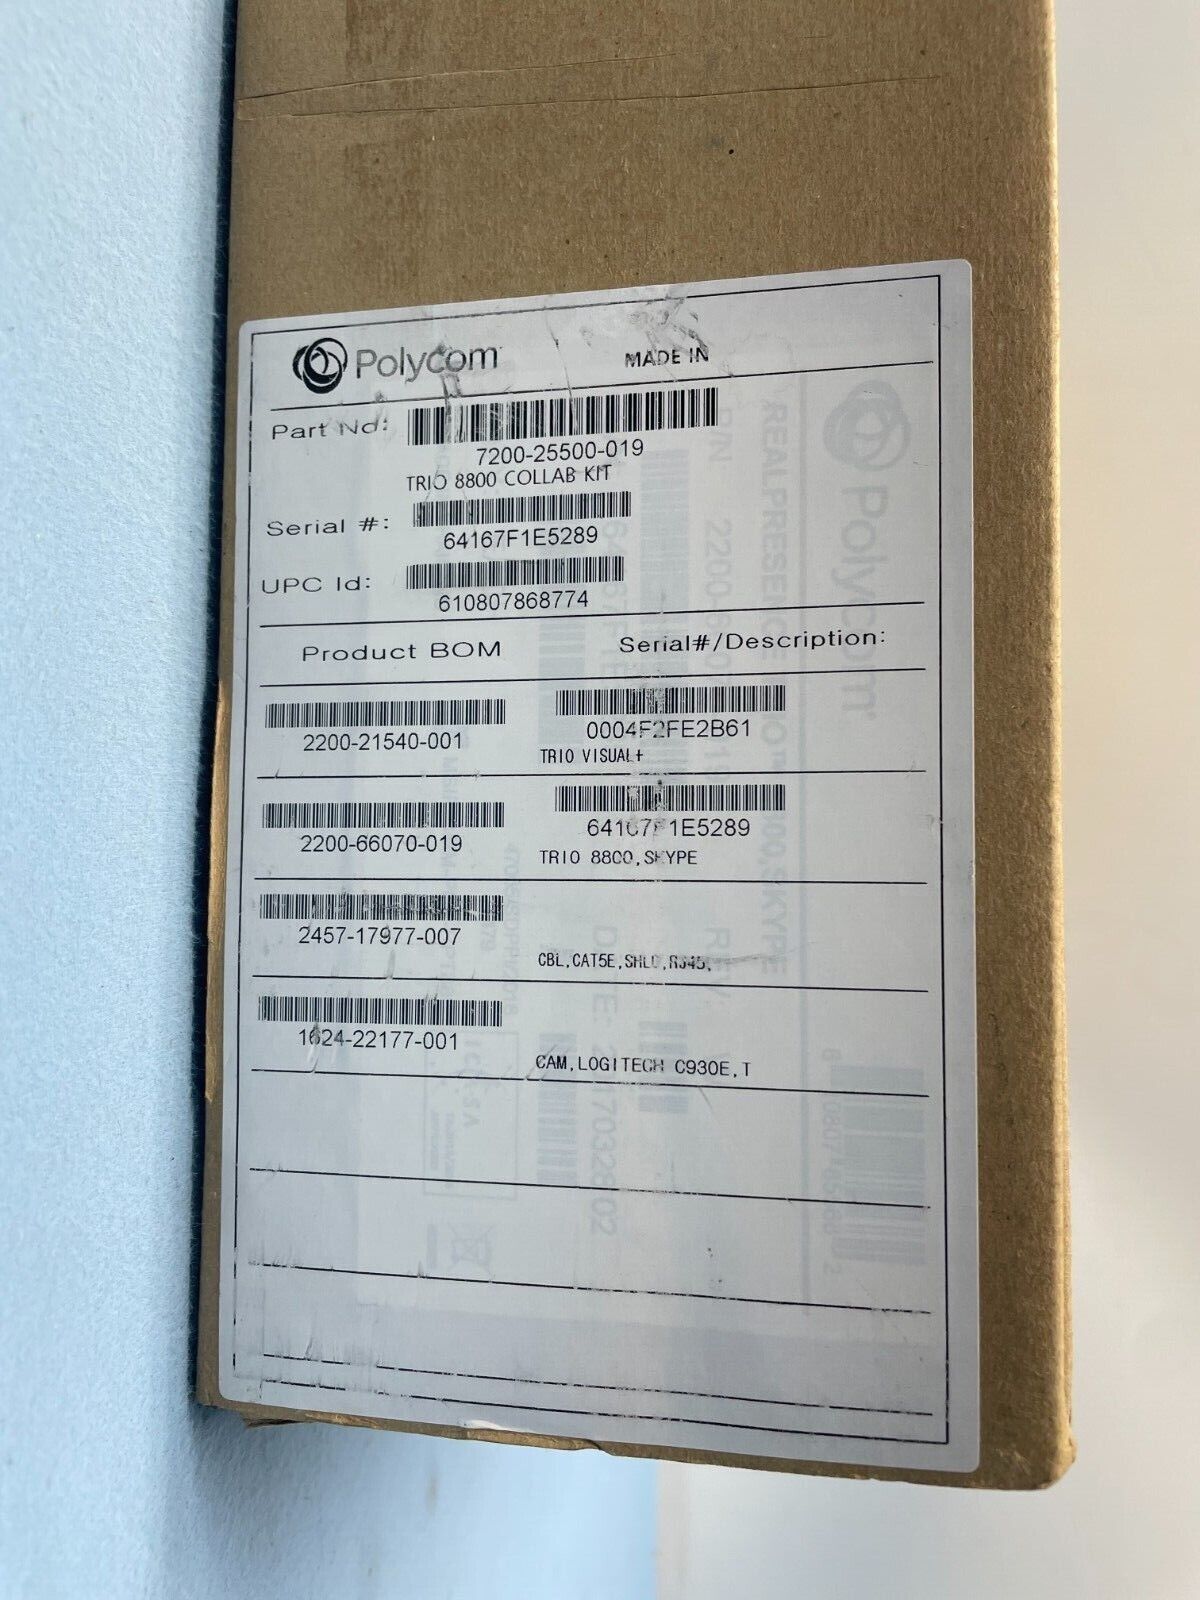 Polycom MADE IN
Part No:
7200-25500-019
TRIO 8800 COLLAB KIT
Serial #:
64167F1E5289
UPC Id:
610807868774
Product BOM Serial#/Description:
2200-21540-001 0004F2FE2B61
TRIO VISUAL+
2200-66070-019 64167F1E5289
TRIO 8800,SKYPE
2457-17977-007
CBL,CAT5E,SHLD,RJ45,
1624-22177-001
CAM,LOGITECH C930E,T
Polycom